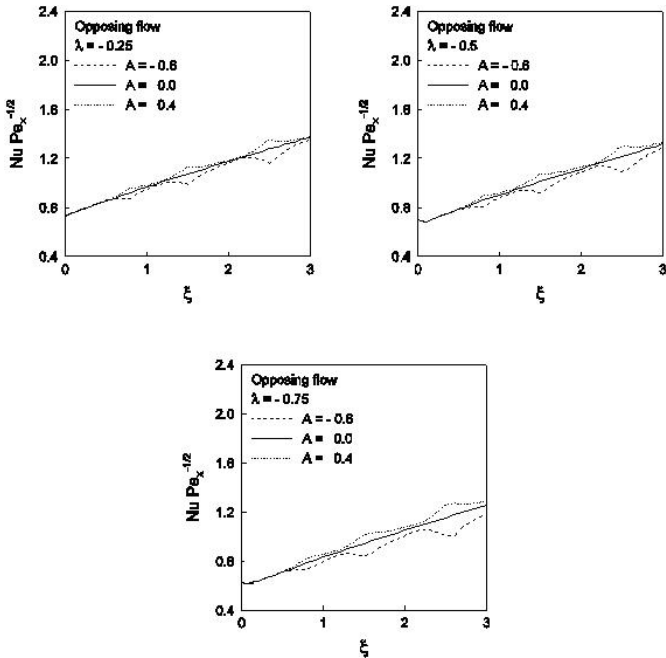 Opposing flow
λ = - 0.25
A = - 0.6
A = 0.0
A = 0.4
Nu Pe_x^{-1/2}
2.4
2.0
1.6
1.2
0.8
0.4
0 1 2 3
ξ
Opposing flow
λ = - 0.5
A = - 0.6
A = 0.0
A = 0.4
Nu Pe_x^{-1/2}
2.4
2.0
1.6
1.2
0.8
0.4
0 1 2 3
ξ
Opposing flow
λ = - 0.75
A = - 0.6
A = 0.0
A = 0.4
Nu Pe_x^{-1/2}
2.4
2.0
1.6
1.2
0.8
0.4
0 1 2 3
ξ